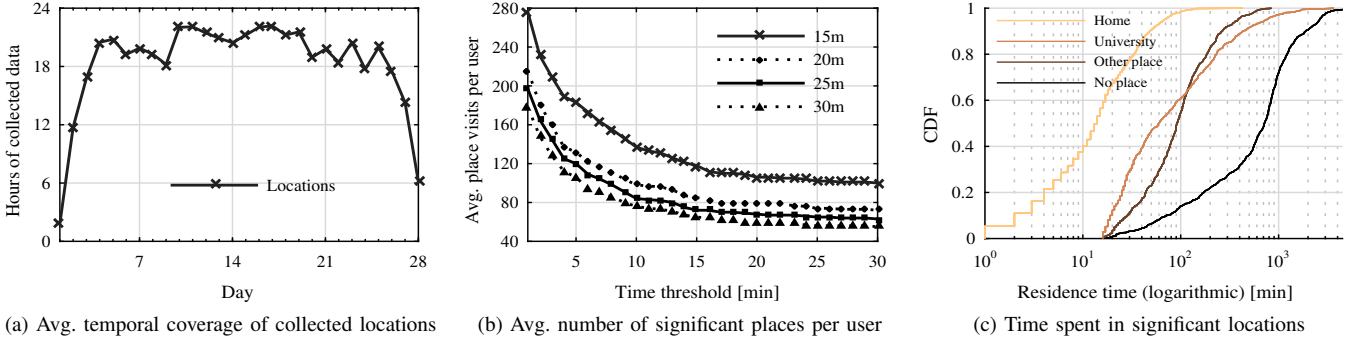 Hours of collected data
24
18
12
6
0
Locations
7
14
21
28
Day
(a) Avg. temporal coverage of collected locations
Avg. place visits per user
280
240
200
160
120
80
40
15m
20m
25m
30m
5
10
15
20
25
30
Time threshold [min]
(b) Avg. number of significant places per user
CDF
1
0.8
0.6
0.4
0.2
0
Home
University
Other place
No place
10^0
10^1
10^2
10^3
Residence time (logarithmic) [min]
(c) Time spent in significant locations